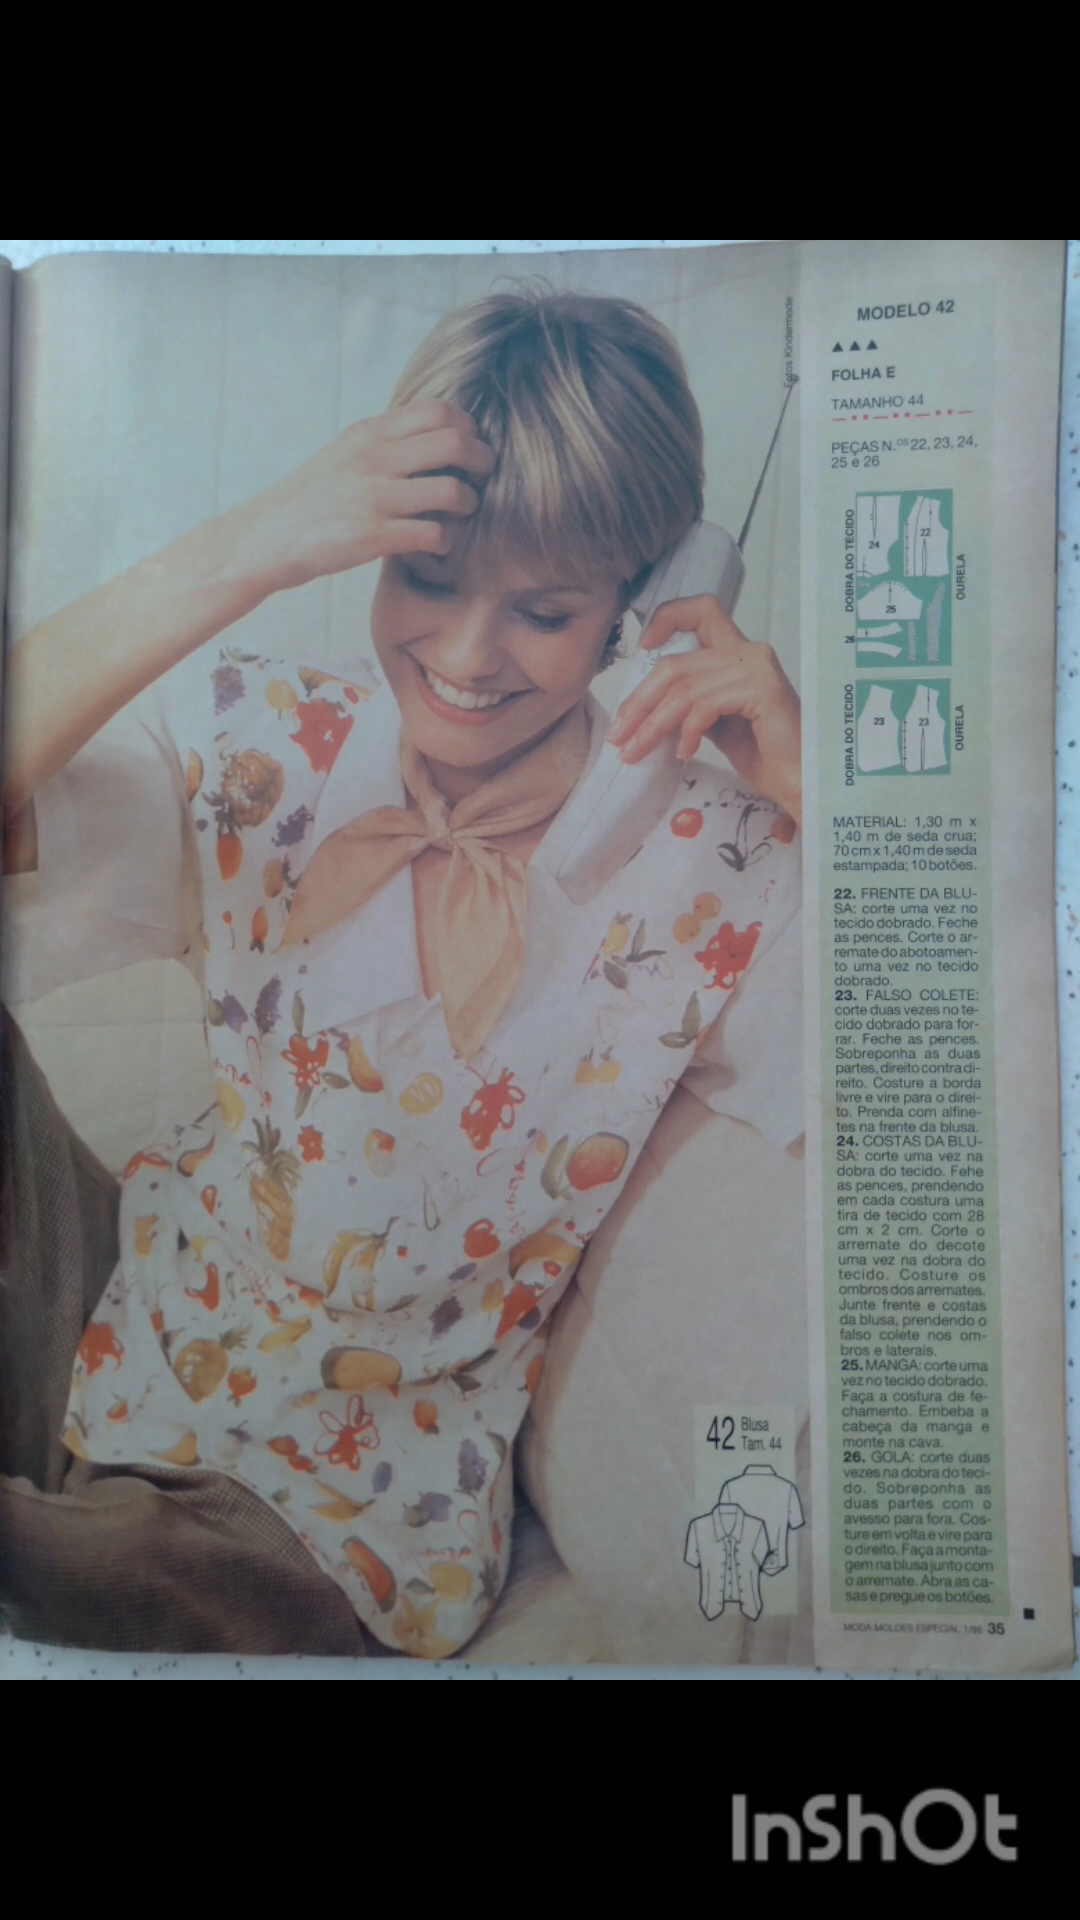 Fotos Kindermode
MODELO 42
▲▲▲
FOLHA E
TAMANHO 44
PEÇAS N.ºs 22, 23, 24,
25 e 26
DOBRA DO TECIDO
24
22
25
26
OURELA
DOBRA DO TECIDO
23
23
OURELA
MATERIAL: 1,30 m x
1,40 m de seda crua;
70 cm x 1,40 m de seda
estampada; 10 botões.
22. FRENTE DA BLU-
SA: corte uma vez no
tecido dobrado. Feche
as pences. Corte o ar-
remate do abotoamen-
to uma vez no tecido
dobrado.
23. FALSO COLETE:
corte duas vezes no te-
cido dobrado para for-
rar. Feche as pences.
Sobreponha as duas
partes, direito contra di-
reito. Costure a borda
livre e vire para o direi-
to. Prenda com alfine-
tes na frente da blusa.
24. COSTAS DA BLU-
SA: corte uma vez na
dobra do tecido. Fehe
as pences, prendendo
em cada costura uma
tira de tecido com 28
cm x 2 cm. Corte o
arremate do decote
uma vez na dobra do
tecido. Costure os
ombros dos arremates.
Junte frente e costas
da blusa, prendendo o
falso colete nos om-
bros e laterais.
25. MANGA: corte uma
vez no tecido dobrado.
Faça a costura de fe-
chamento. Embeba a
cabeça da manga e
monte na cava.
26. GOLA: corte duas
vezes na dobra do teci-
do. Sobreponha as
duas partes com o
avesso para fora. Cos-
ture em volta e vire para
o direito. Faça a monta-
gem na blusa junto com
o arremate. Abra as ca-
sas e pregue os botões.
42 Blusa
Tam. 44
MODA MOLDES ESPECIAL 1/96 35
InShOt